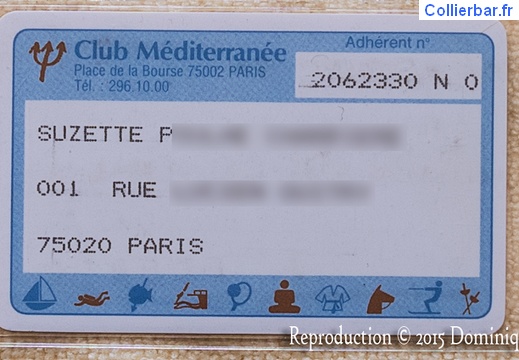 Collierbar.fr
Club Méditerranée
Place de la Bourse 75002 PARIS
Tél. : 296.10.00
Adhérent nº
2062330 N 0
SUZETTE P
001 RUE
75020 PARIS
Reproduction © 2015 Dominiq